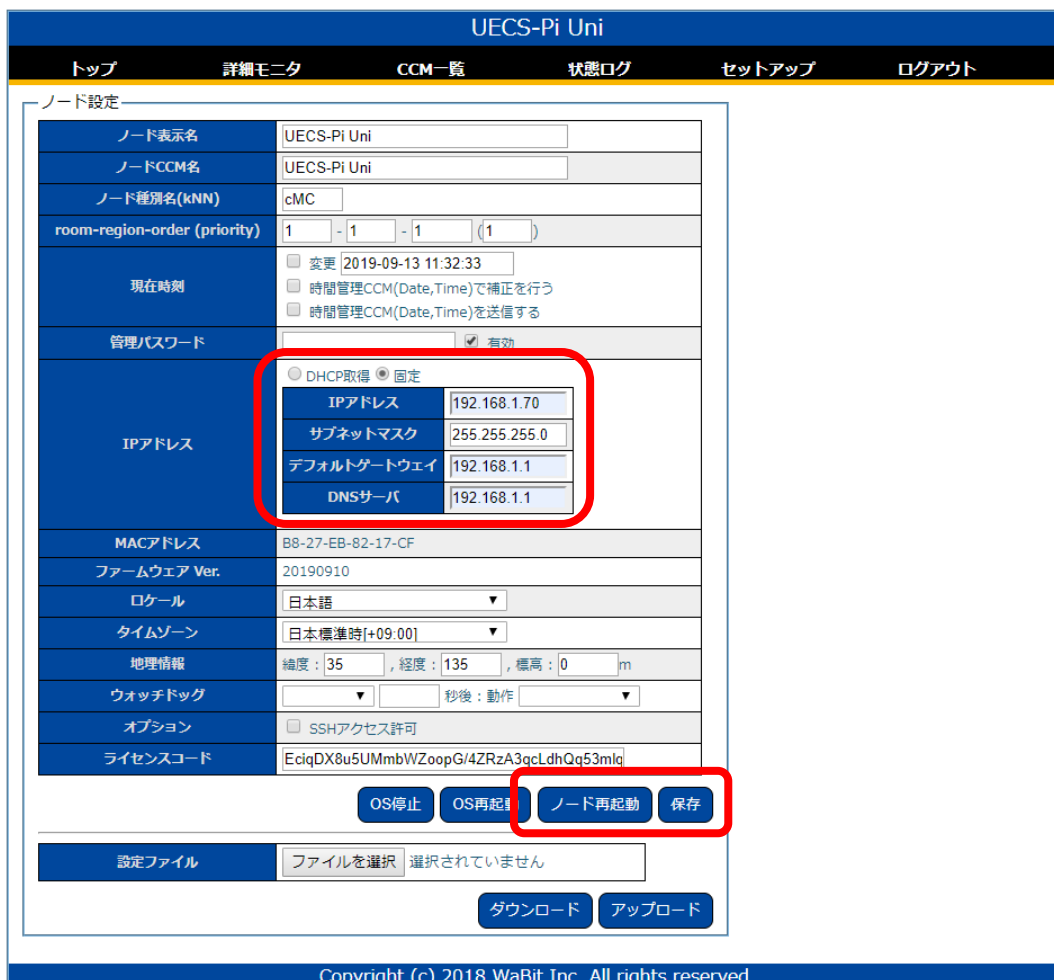 UECS-Pi Uni
トップ 詳細モニタ CCM一覧 状態ログ セットアップ ログアウト
ノード設定
ノード表示名 UECS-Pi Uni
ノードCCM名 UECS-Pi Uni
ノード種別名(kNN) cMC
room-region-order (priority) 1 - 1 - 1 (1)
変更 2019-09-13 11:32:33
現在時刻 時間管理CCM(Date,Time)で補正を行う
時間管理CCM(Date,Time)を送信する
管理パスワード 有効
DHCP取得 固定
IPアドレス 192.168.1.70
サブネットマスク 255.255.255.0
IPアドレス
デフォルトゲートウェイ 192.168.1.1
DNSサーバ 192.168.1.1
MACアドレス B8-27-EB-82-17-CF
ファームウェア Ver. 20190910
ロケール 日本語
タイムゾーン 日本標準時[+09:00]
地理情報 緯度：35 , 経度：135 , 標高：0 m
ウォッチドッグ 秒後：動作
オプション SSHアクセス許可
ライセンスコード EciqDX8u5UMmbWZoopG/4ZRzA3qcLdhQq53mlq
OS停止 OS再起動 ノード再起動 保存
設定ファイル ファイルを選択 選択されていません
ダウンロード アップロード
Copyright (c) 2018 WaBit Inc. All rights reserved